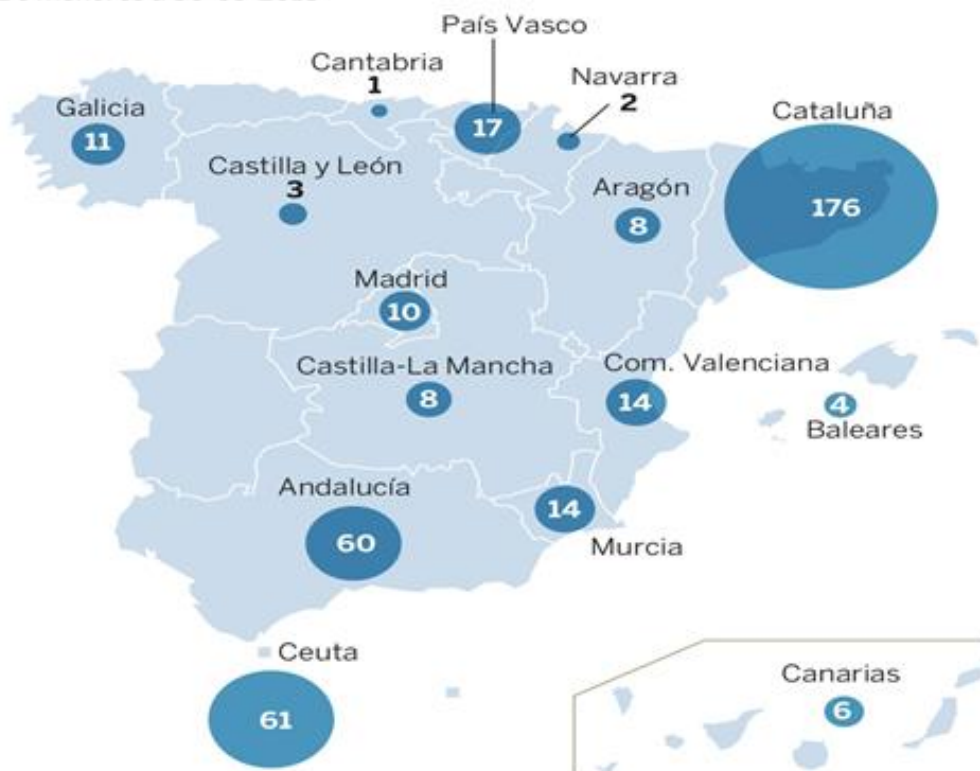 País Vasco
Cantabria
1
Navarra
2
Galicia
11
17
Cataluña
176
Castilla y León
3
Aragón
8
Madrid
10
Castilla-La Mancha
8
Com. Valenciana
14
4
Baleares
Andalucía
60
14
Murcia
Ceuta
61
Canarias
6